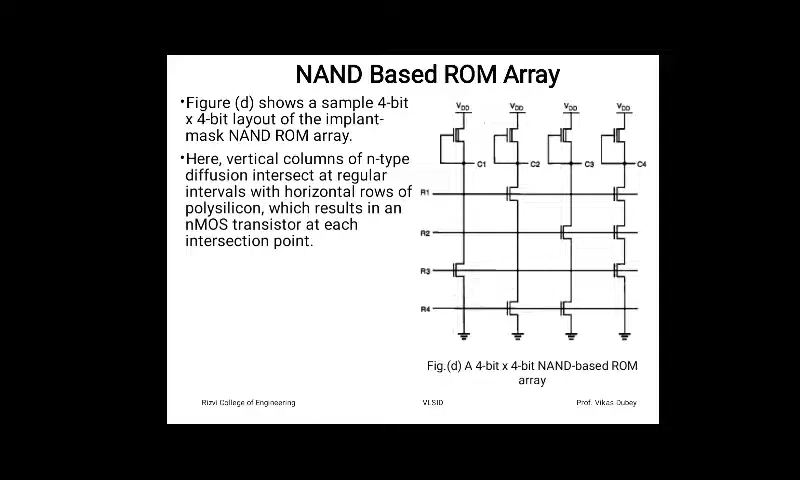 NAND Based ROM Array
•Figure (d) shows a sample 4-bit
x 4-bit layout of the implant-
mask NAND ROM array.
•Here, vertical columns of n-type
diffusion intersect at regular
intervals with horizontal rows of
polysilicon, which results in an
nMOS transistor at each
intersection point.
VDD VDD VDD VDD
C1 C2 C3 C4
R1
R2
R3
R4
Fig.(d) A 4-bit x 4-bit NAND-based ROM
array
Rizvi College of Engineering VLSID Prof. Vikas Dubey